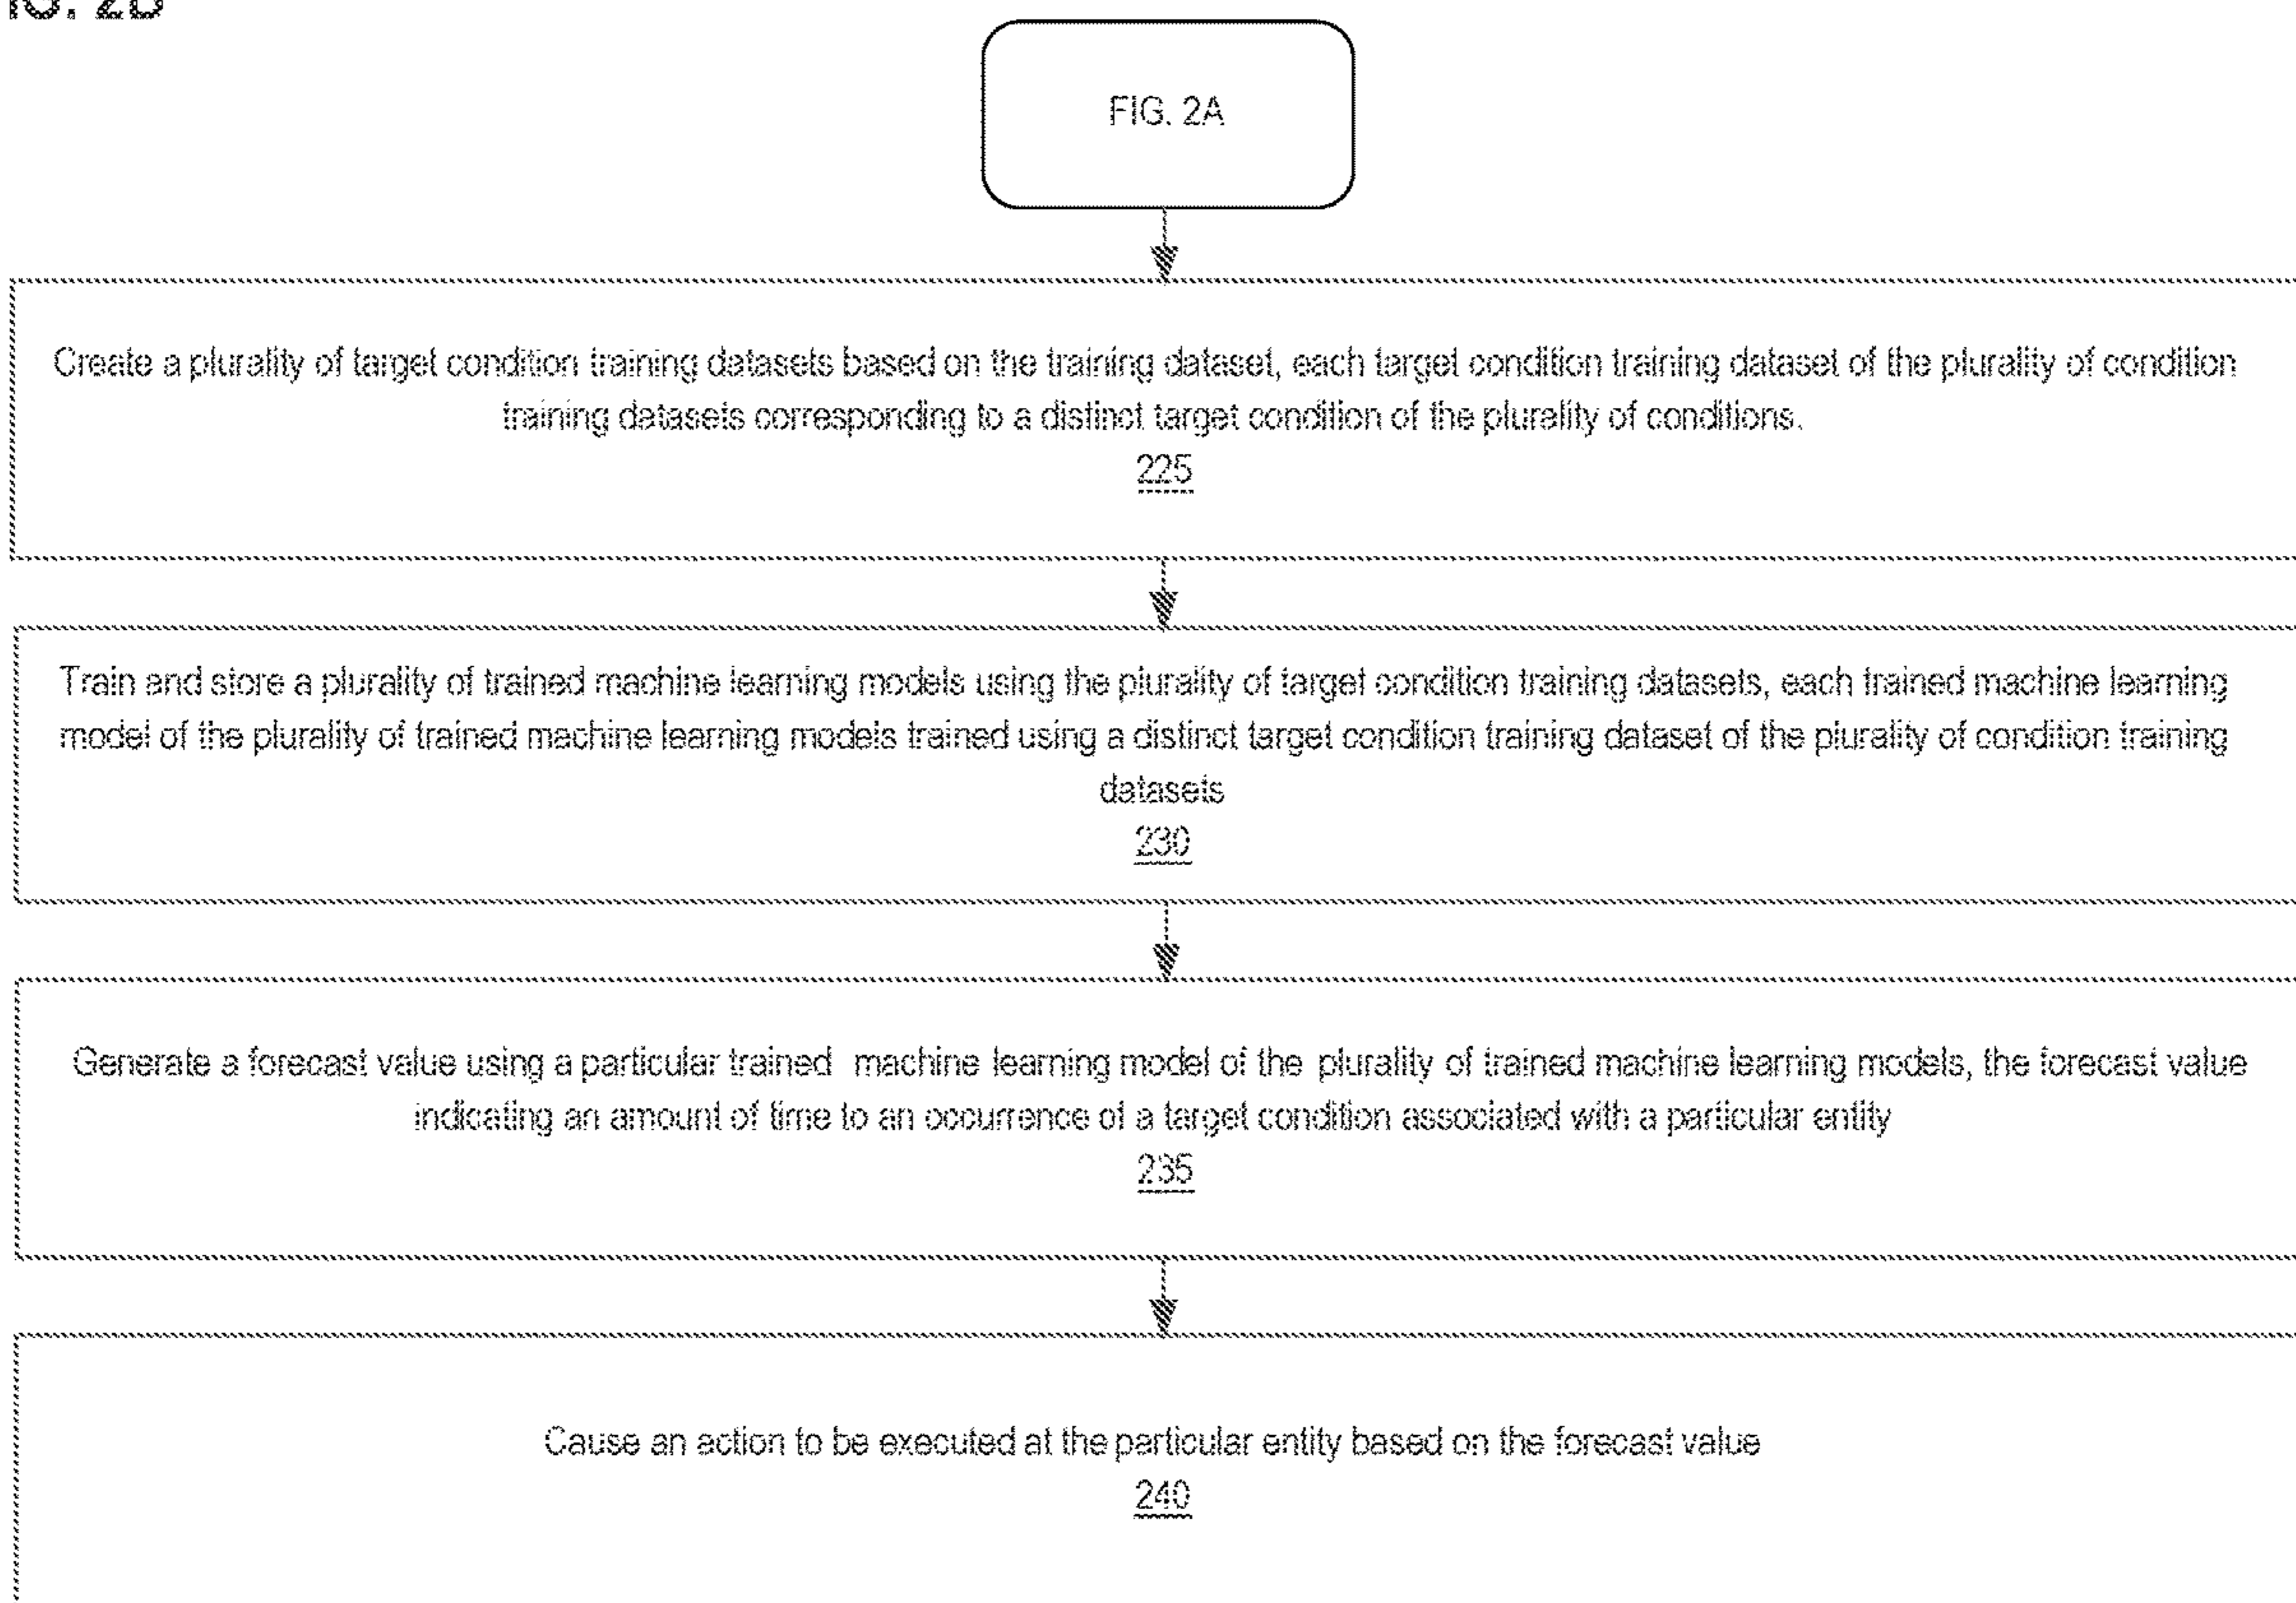 FIG. 2B
FIG. 2A
Create a plurality of target condition training datasets based on the training dataset, each target condition training dataset of the plurality of condition
training datasets corresponding to a distinct target condition of the plurality of conditions.
225
Train and store a plurality of trained machine learning models using the plurality of target condition training datasets, each trained machine learning
model of the plurality of trained machine learning models trained using a distinct target condition training dataset of the plurality of condition training
datasets
230
Generate a forecast value using a particular trained machine learning model of the plurality of trained machine learning models, the forecast value
indicating an amount of time to an occurrence of a target condition associated with a particular entity
235
Cause an action to be executed at the particular entity based on the forecast value
240